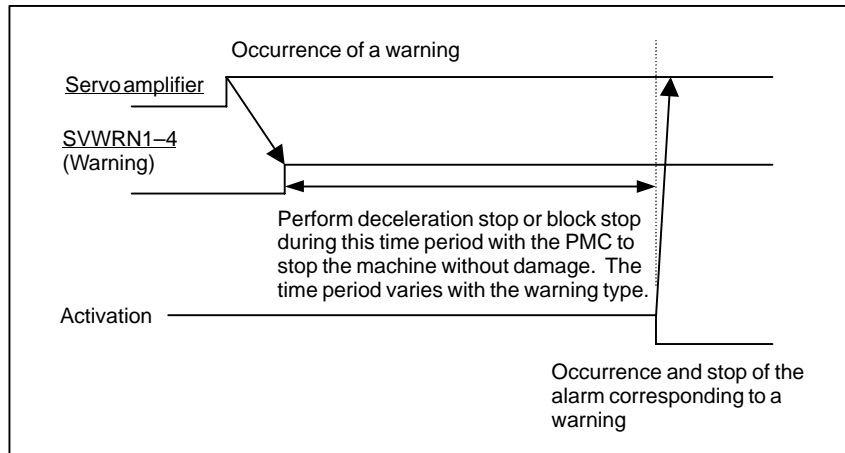 Occurrence of a warning
Servo amplifier
SVWRN1–4
(Warning)
Perform deceleration stop or block stop
during this time period with the PMC to
stop the machine without damage. The
time period varies with the warning type.
Activation
Occurrence and stop of the
alarm corresponding to a
warning